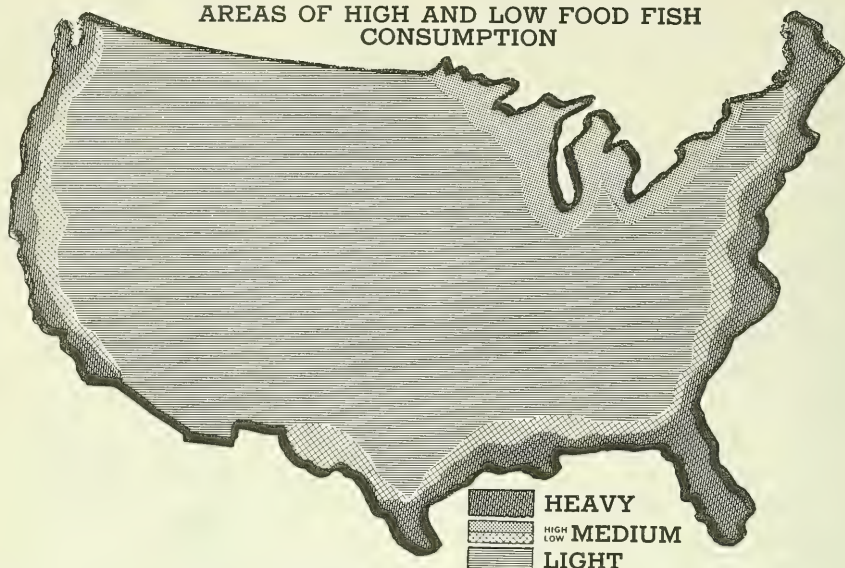 AREAS OF HIGH AND LOW FOOD FISH
CONSUMPTION
HEAVY
HIGH
LOW MEDIUM
LIGHT